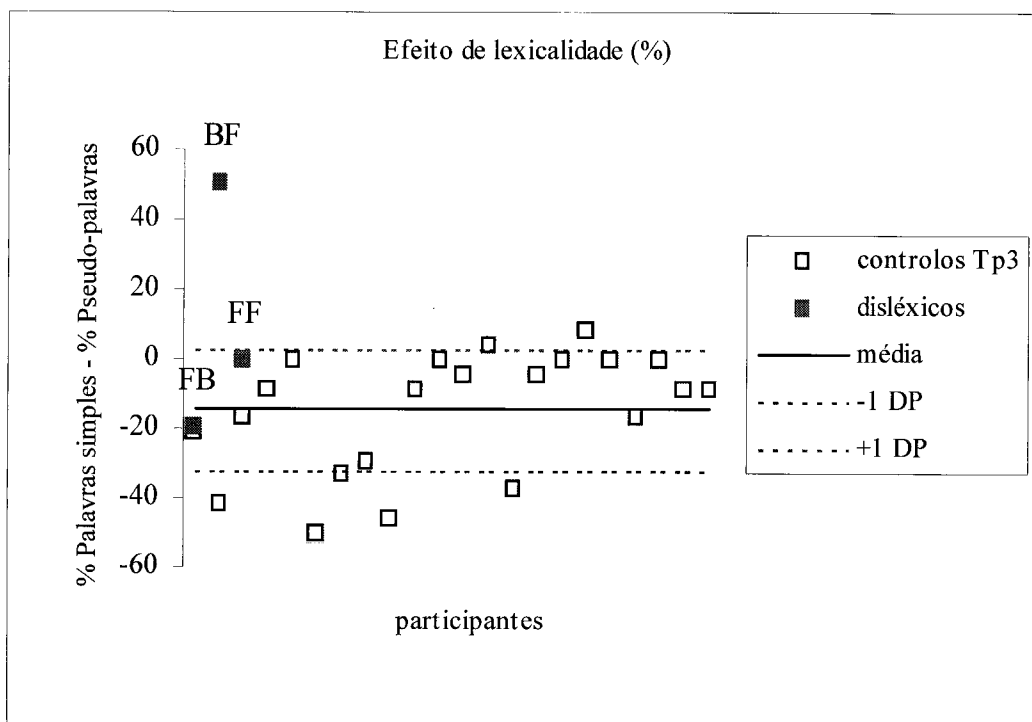 Efeito de lexicalidade (%)
BF
FF
FB
% Palavras simples - % Pseudo-palavras
60
40
20
0
-20
-40
-60
participantes
controlos Tp3
disléxicos
média
-1 DP
+1 DP